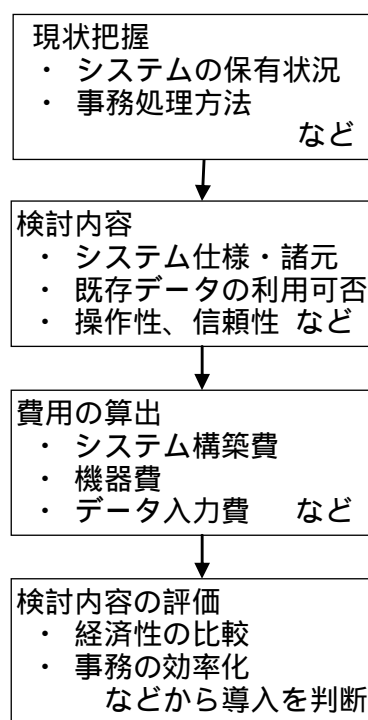 現状把握
・ システムの保有状況
・ 事務処理方法
など
検討内容
・ システム仕様・諸元
・ 既存データの利用可否
・ 操作性、信頼性 など
費用の算出
・ システム構築費
・ 機器費
・ データ入力費 など
検討内容の評価
・ 経済性の比較
・ 事務の効率化
などから導入を判断